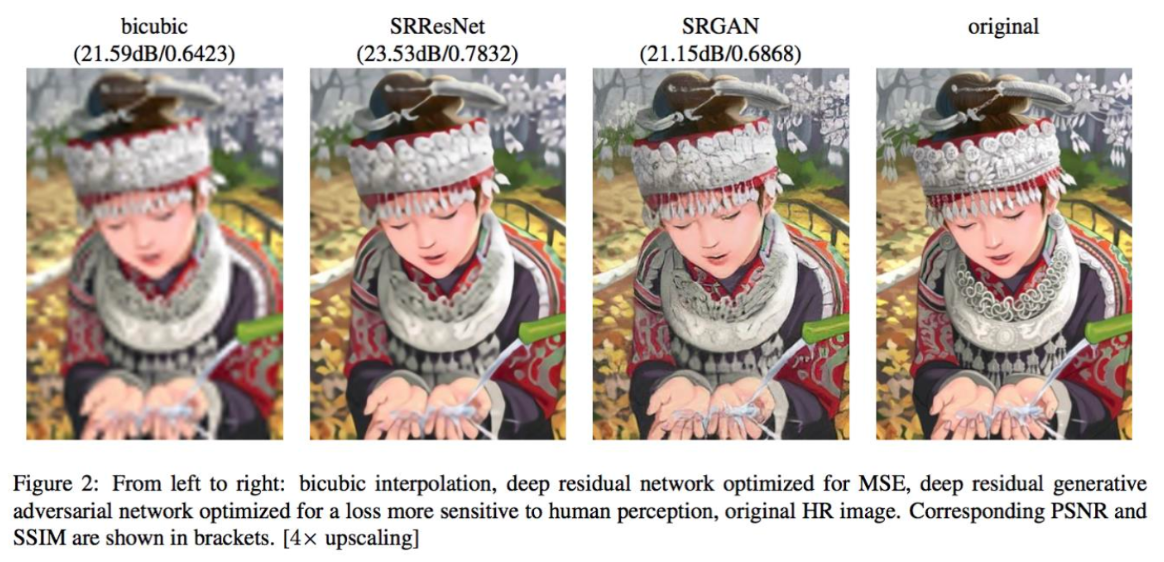 bicubic
(21.59dB/0.6423)
SRResNet
(23.53dB/0.7832)
SRGAN
(21.15dB/0.6868)
original
Figure 2: From left to right: bicubic interpolation, deep residual network optimized for MSE, deep residual generative
adversarial network optimized for a loss more sensitive to human perception, original HR image. Corresponding PSNR and
SSIM are shown in brackets. [4× upscaling]